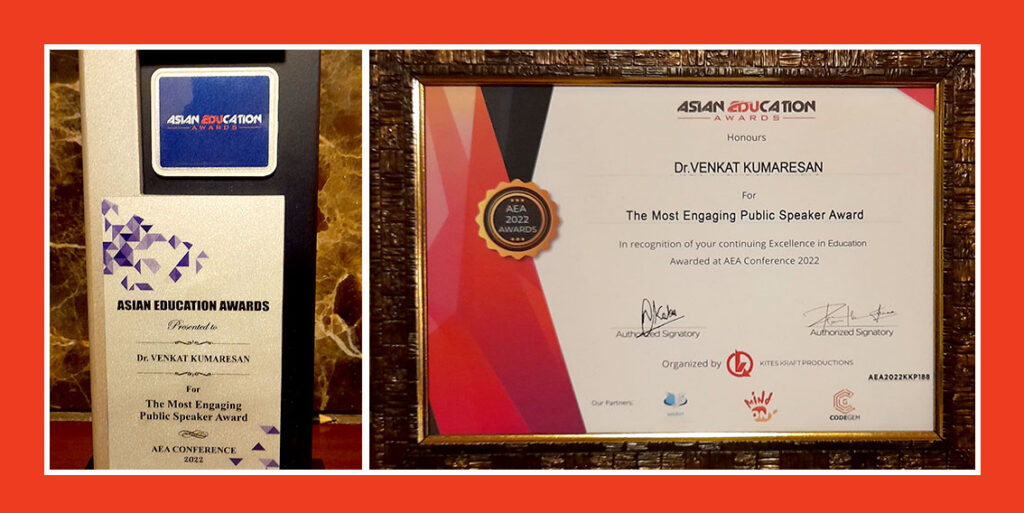 ASIAN EDUCATION
AWARDS
ASIAN EDUCATION AWARDS
Presented to
Dr. VENKAT KUMARESAN
For
The Most Engaging
Public Speaker Award
AEA CONFERENCE
2022
ASIAN EDUCATION
AWARDS
Honours
Dr.VENKAT KUMARESAN
For
The Most Engaging Public Speaker Award
In recognition of your continuing Excellence in Education
Awarded at AEA Conference 2022
AEA
2022
AWARDS
Authorized Signatory
Authorized Signatory
Organized by KITES KRAFT PRODUCTIONS
AEA2022KKP188
Our Partners:
MIND
CODEGEM